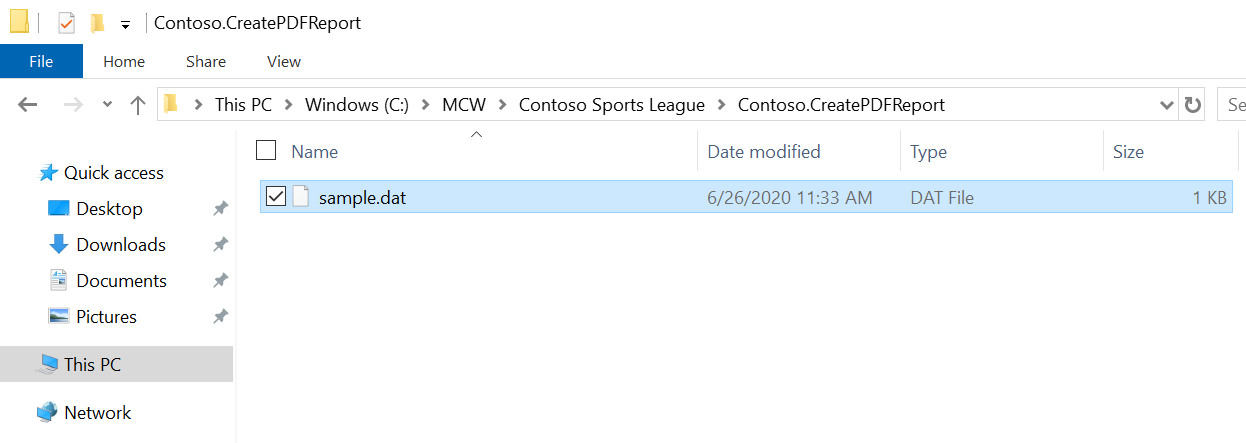 Contoso.CreatePDFReport
File Home Share View
This PC Windows (C:) MCW Contoso Sports League Contoso.CreatePDFReport Se
Name Date modified Type Size
Quick access
sample.dat 6/26/2020 11:33 AM DAT File 1 KB
Desktop
Downloads
Documents
Pictures
This PC
Network